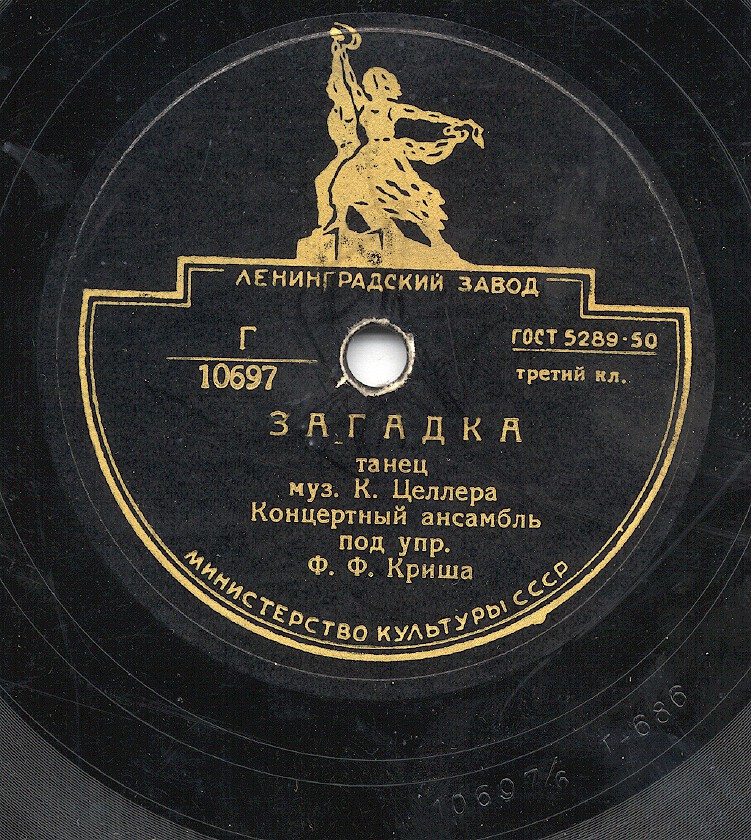 ЛЕНИНГРАДСКИЙ ЗАВОД
Г
10697
ГОСТ 5289-50
третий кл.
ЗАГАДКА
танец
муз. К. Целлера
Концертный ансамбль
под упр.
Ф. Ф. Криша
МИНИСТЕРСТВО КУЛЬТУРЫ СССР
10697/6
Г-686